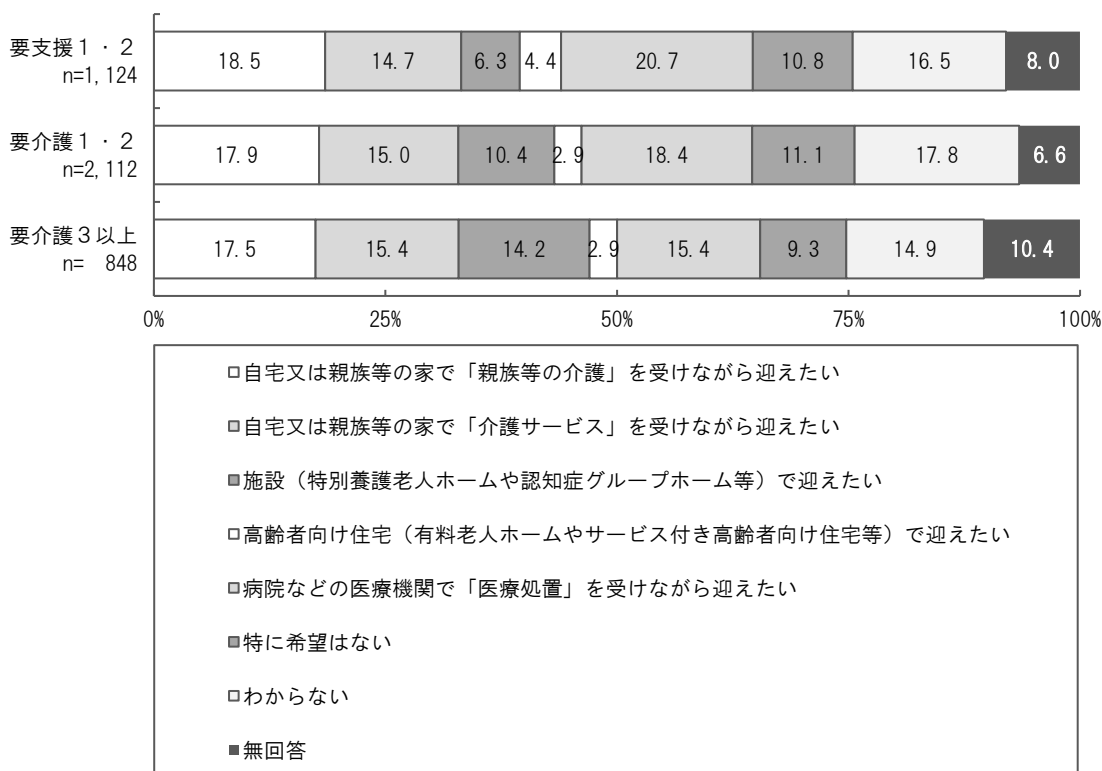 要支援１・２
n=1,124
18.5 14.7 6.3 4.4 20.7 10.8 16.5 8.0
要介護１・２
n=2,112
17.9 15.0 10.4 2.9 18.4 11.1 17.8 6.6
要介護３以上
n= 848
17.5 15.4 14.2 2.9 15.4 9.3 14.9 10.4
0% 25% 50% 75% 100%
自宅又は親族等の家で「親族等の介護」を受けながら迎えたい
自宅又は親族等の家で「介護サービス」を受けながら迎えたい
施設（特別養護老人ホームや認知症グループホーム等）で迎えたい
高齢者向け住宅（有料老人ホームやサービス付き高齢者向け住宅等）で迎えたい
病院などの医療機関で「医療処置」を受けながら迎えたい
特に希望はない
わからない
無回答